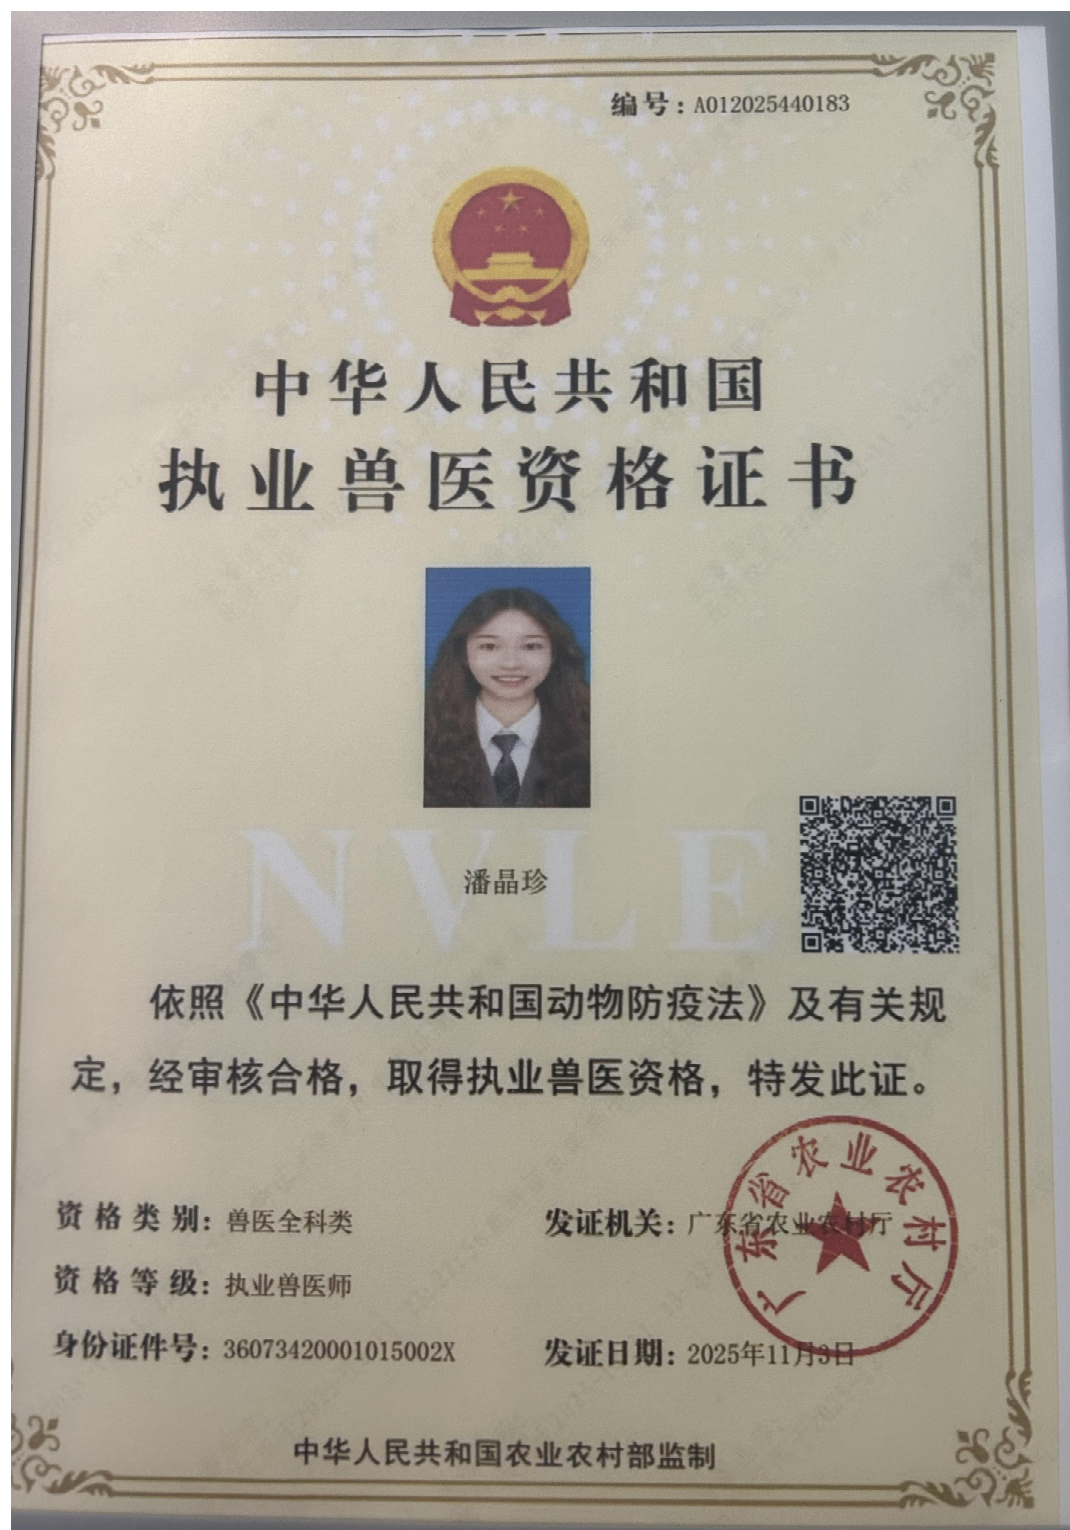 编号：A012025440183
中华人民共和国
执业兽医资格证书
NVLE
潘晶珍
依照《中华人民共和国动物防疫法》及有关规
定，经审核合格，取得执业兽医资格，特发此证。
资格类别：兽医全科类
发证机关：广东省农业农村厅
资格等级：执业兽医师
身份证件号：36073420001015002X
发证日期：2025年11月3日
广东省农业农村厅
中华人民共和国农业农村部监制